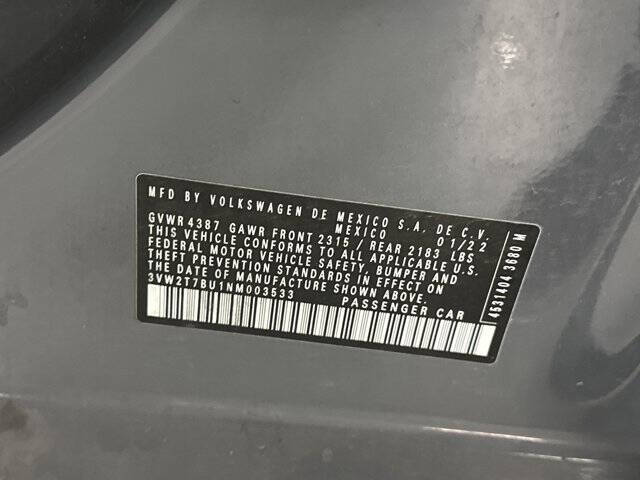 MFD BY VOLKSWAGEN DE MEXICO S.A. DE C.V.
MEXICO 01/22
GVWR 4387 GAWR FRONT 2315 / REAR 2183 LBS
THIS VEHICLE CONFORMS TO ALL APPLICABLE
FEDERAL MOTOR VEHICLE SAFETY, BUMPER AND
THEFT PREVENTION STANDARDS IN EFFECT ON
THE DATE OF MANUFACTURE SHOWN ABOVE.
3VW2T7BU1NM003533 PASSENGER CAR
4531404 3680 M